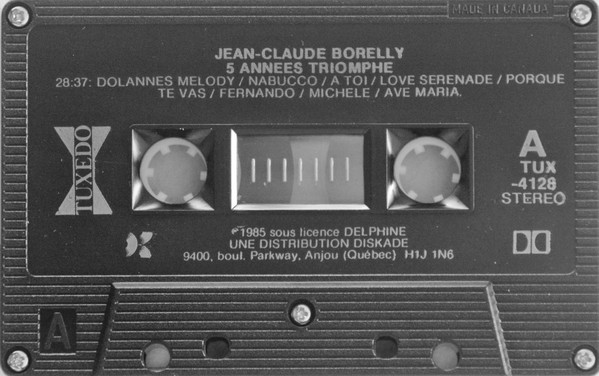 MADE IN CANADA
JEAN-CLAUDE BORELLY
5 ANNEES TRIOMPHE
28:37: DOLANNES MELODY / NABUCCO / A TOI / LOVE SERENADE / PORQUE
TE VAS / FERNANDO / MICHELE / AVE MARIA.
TUXEDO
A
TUX
-4128
STEREO
℗1985 sous licence DELPHINE
UNE DISTRIBUTION DISKADE
9400, boul. Parkway, Anjou (Québec) H1J 1N6
A